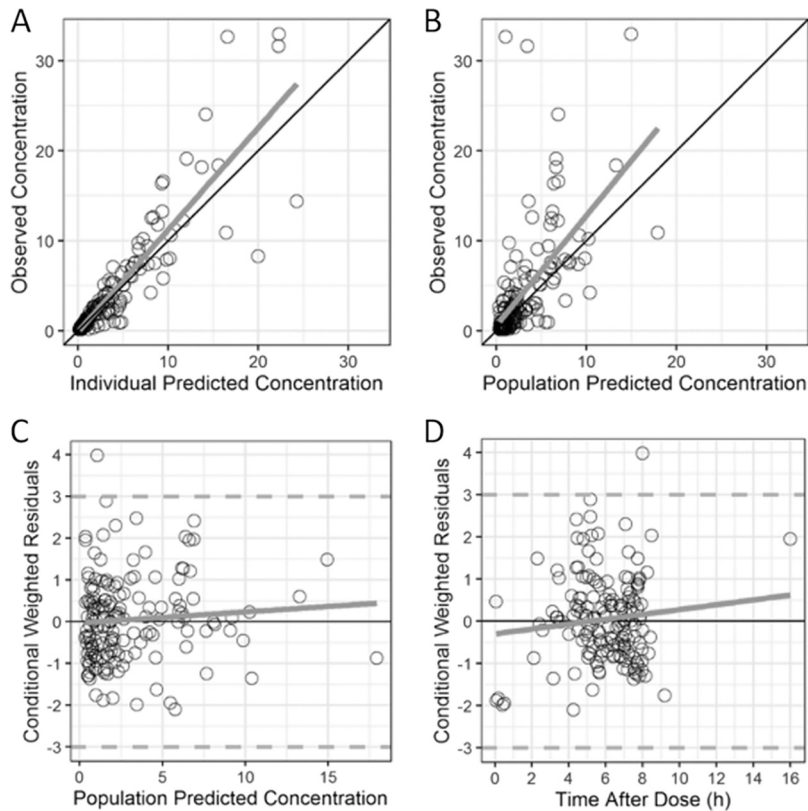 A
B
Observed Concentration
30
20
10
0
0 10 20 30
Individual Predicted Concentration
Observed Concentration
30
20
10
0
0 10 20 30
Population Predicted Concentration
C
D
Conditional Weighted Residuals
4
3
2
1
0
-1
-2
-3
0 5 10 15
Population Predicted Concentration
Conditional Weighted Residuals
4
3
2
1
0
-1
-2
-3
0 2 4 6 8 10 12 14 16
Time After Dose (h)